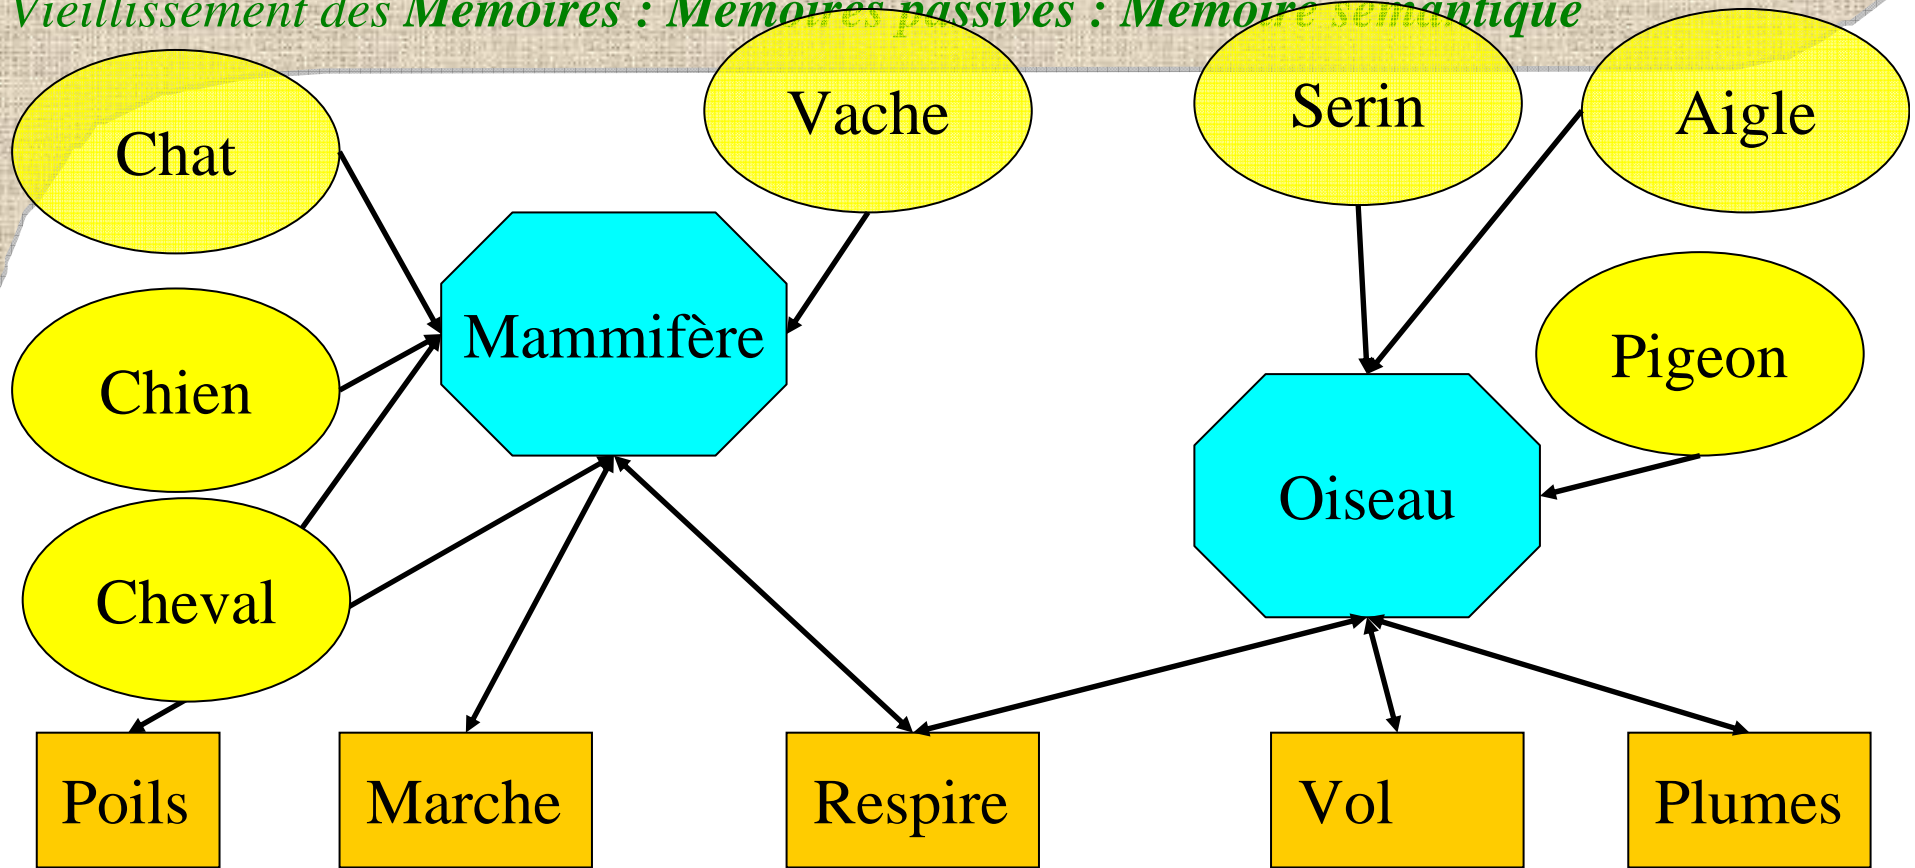 Vieillissement des Mémoires : Mémoires passives : Mémoire sémantique
Chat
Vache
Serin
Aigle
Mammifère
Pigeon
Chien
Oiseau
Cheval
Poils
Marche
Respire
Vol
Plumes